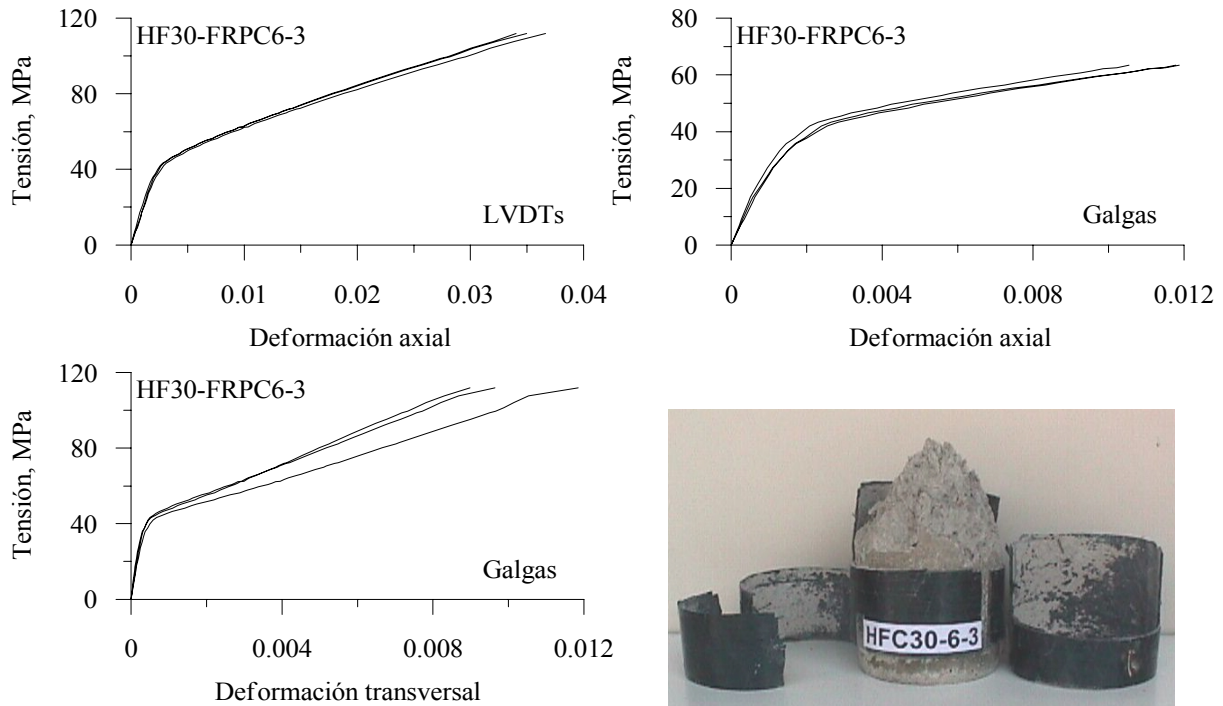 120
80
40
0
Tensión, MPa
HF30-FRPC6-3
LVDTs
0 0.01 0.02 0.03 0.04
Deformación axial
80
60
40
20
0
Tensión, MPa
HF30-FRPC6-3
Galgas
0 0.004 0.008 0.012
Deformación axial
120
80
40
0
Tensión, MPa
HF30-FRPC6-3
Galgas
0 0.004 0.008 0.012
Deformación transversal
HFC30-6-3